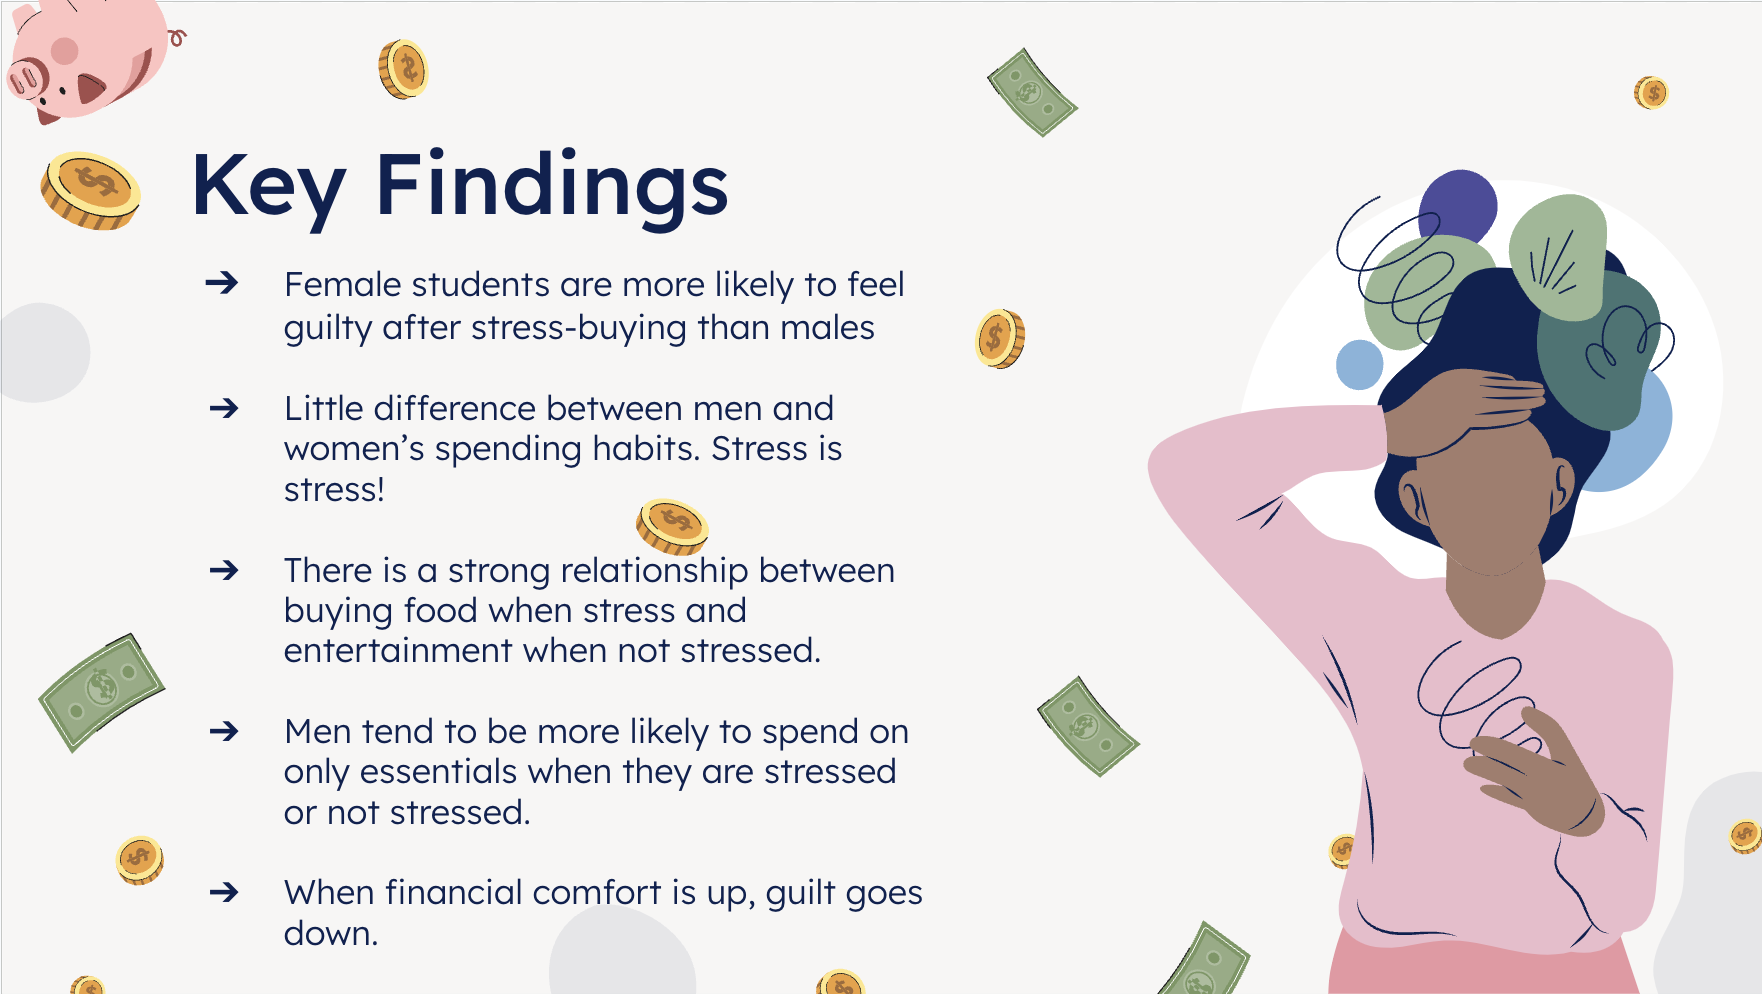 Key Findings
➔ Female students are more likely to feel
guilty after stress-buying than males
➔ Little difference between men and
women’s spending habits. Stress is
stress!
➔ There is a strong relationship between
buying food when stress and
entertainment when not stressed.
➔ Men tend to be more likely to spend on
only essentials when they are stressed
or not stressed.
➔ When financial comfort is up, guilt goes
down.